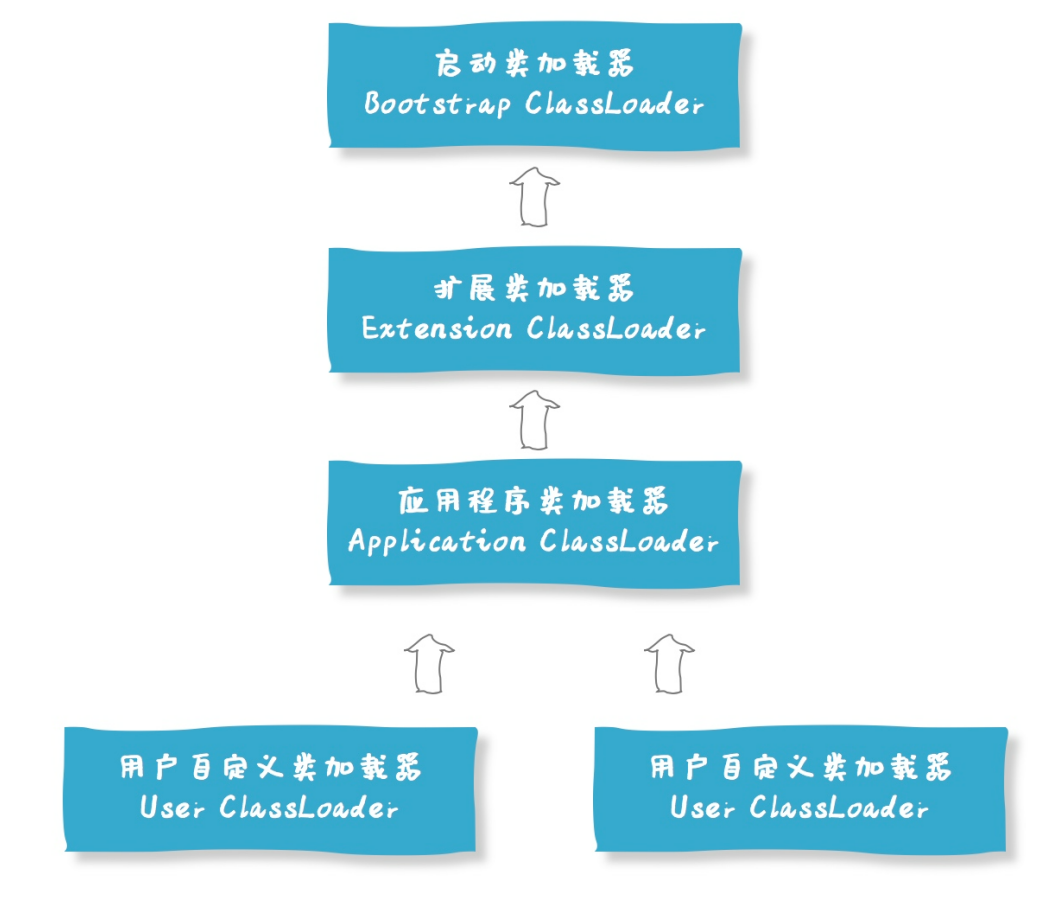 启动类加载器
Bootstrap ClassLoader
扩展类加载器
Extension ClassLoader
应用程序类加载器
Application ClassLoader
用户自定义类加载器
User ClassLoader
用户自定义类加载器
User ClassLoader